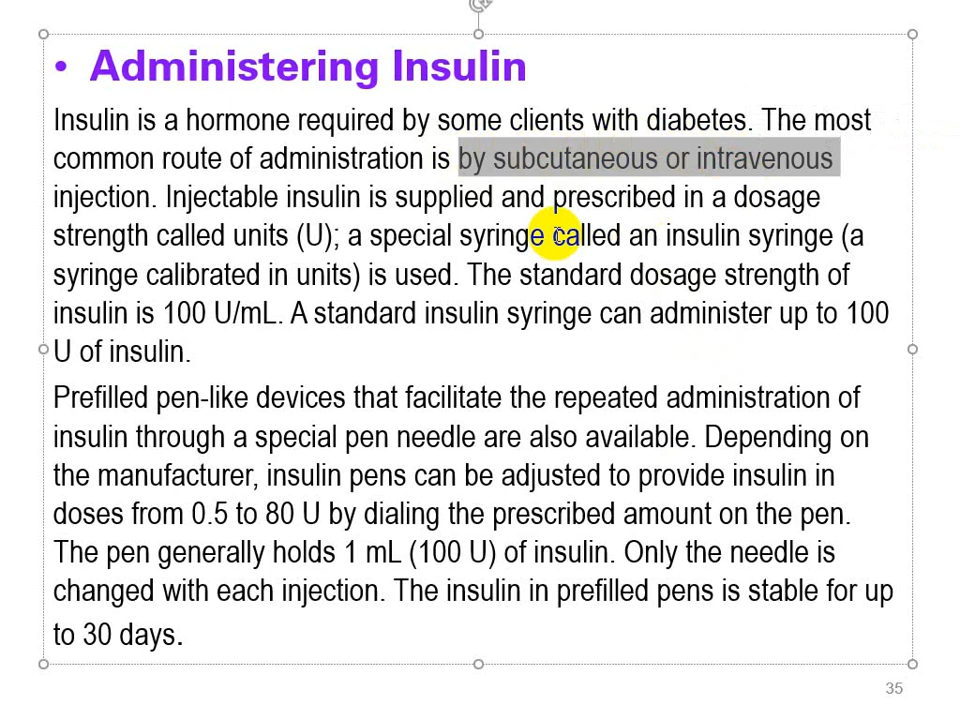 • Administering Insulin
Insulin is a hormone required by some clients with diabetes. The most
common route of administration is by subcutaneous or intravenous
injection. Injectable insulin is supplied and prescribed in a dosage
strength called units (U); a special syringe called an insulin syringe (a
syringe calibrated in units) is used. The standard dosage strength of
insulin is 100 U/mL. A standard insulin syringe can administer up to 100
U of insulin.
Prefilled pen-like devices that facilitate the repeated administration of
insulin through a special pen needle are also available. Depending on
the manufacturer, insulin pens can be adjusted to provide insulin in
doses from 0.5 to 80 U by dialing the prescribed amount on the pen.
The pen generally holds 1 mL (100 U) of insulin. Only the needle is
changed with each injection. The insulin in prefilled pens is stable for up
to 30 days.
35